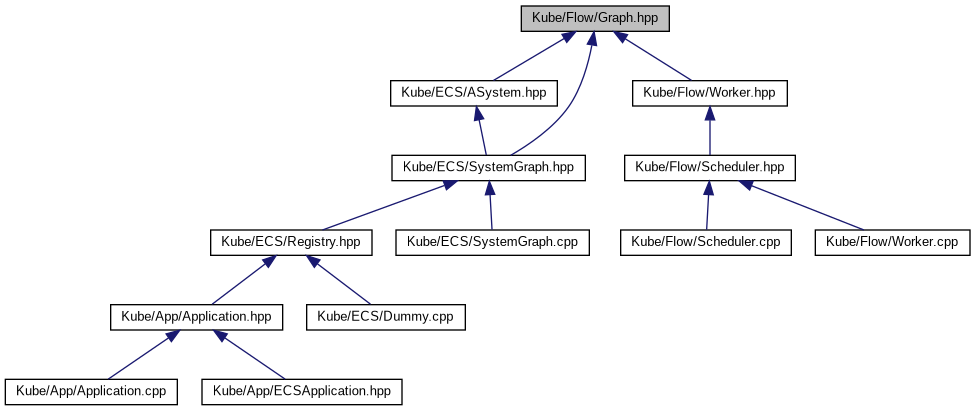 Kube/Flow/Graph.hpp
Kube/ECS/ASystem.hpp
Kube/Flow/Worker.hpp
Kube/ECS/SystemGraph.hpp
Kube/Flow/Scheduler.hpp
Kube/ECS/Registry.hpp
Kube/ECS/SystemGraph.cpp
Kube/Flow/Scheduler.cpp
Kube/Flow/Worker.cpp
Kube/App/Application.hpp
Kube/ECS/Dummy.cpp
Kube/App/Application.cpp
Kube/App/ECSApplication.hpp